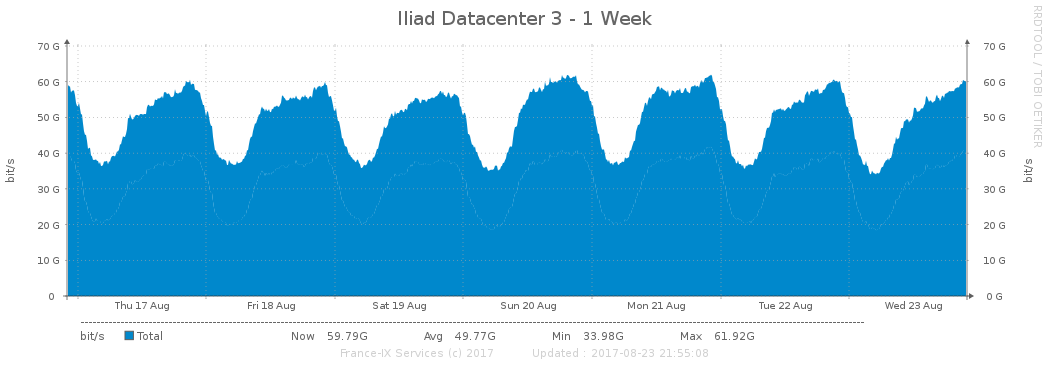 Iliad Datacenter 3 - 1 Week
RRDTOOL / TOBI OETIKER
bit/s
70 G
60 G
50 G
40 G
30 G
20 G
10 G
0
70 G
60 G
50 G
40 G
30 G
20 G
10 G
0 G
bit/s
Thu 17 Aug Fri 18 Aug Sat 19 Aug Sun 20 Aug Mon 21 Aug Tue 22 Aug Wed 23 Aug
bit/s Total Now 59.79G Avg 49.77G Min 33.98G Max 61.92G
France-IX Services (c) 2017 Updated : 2017-08-23 21:55:08